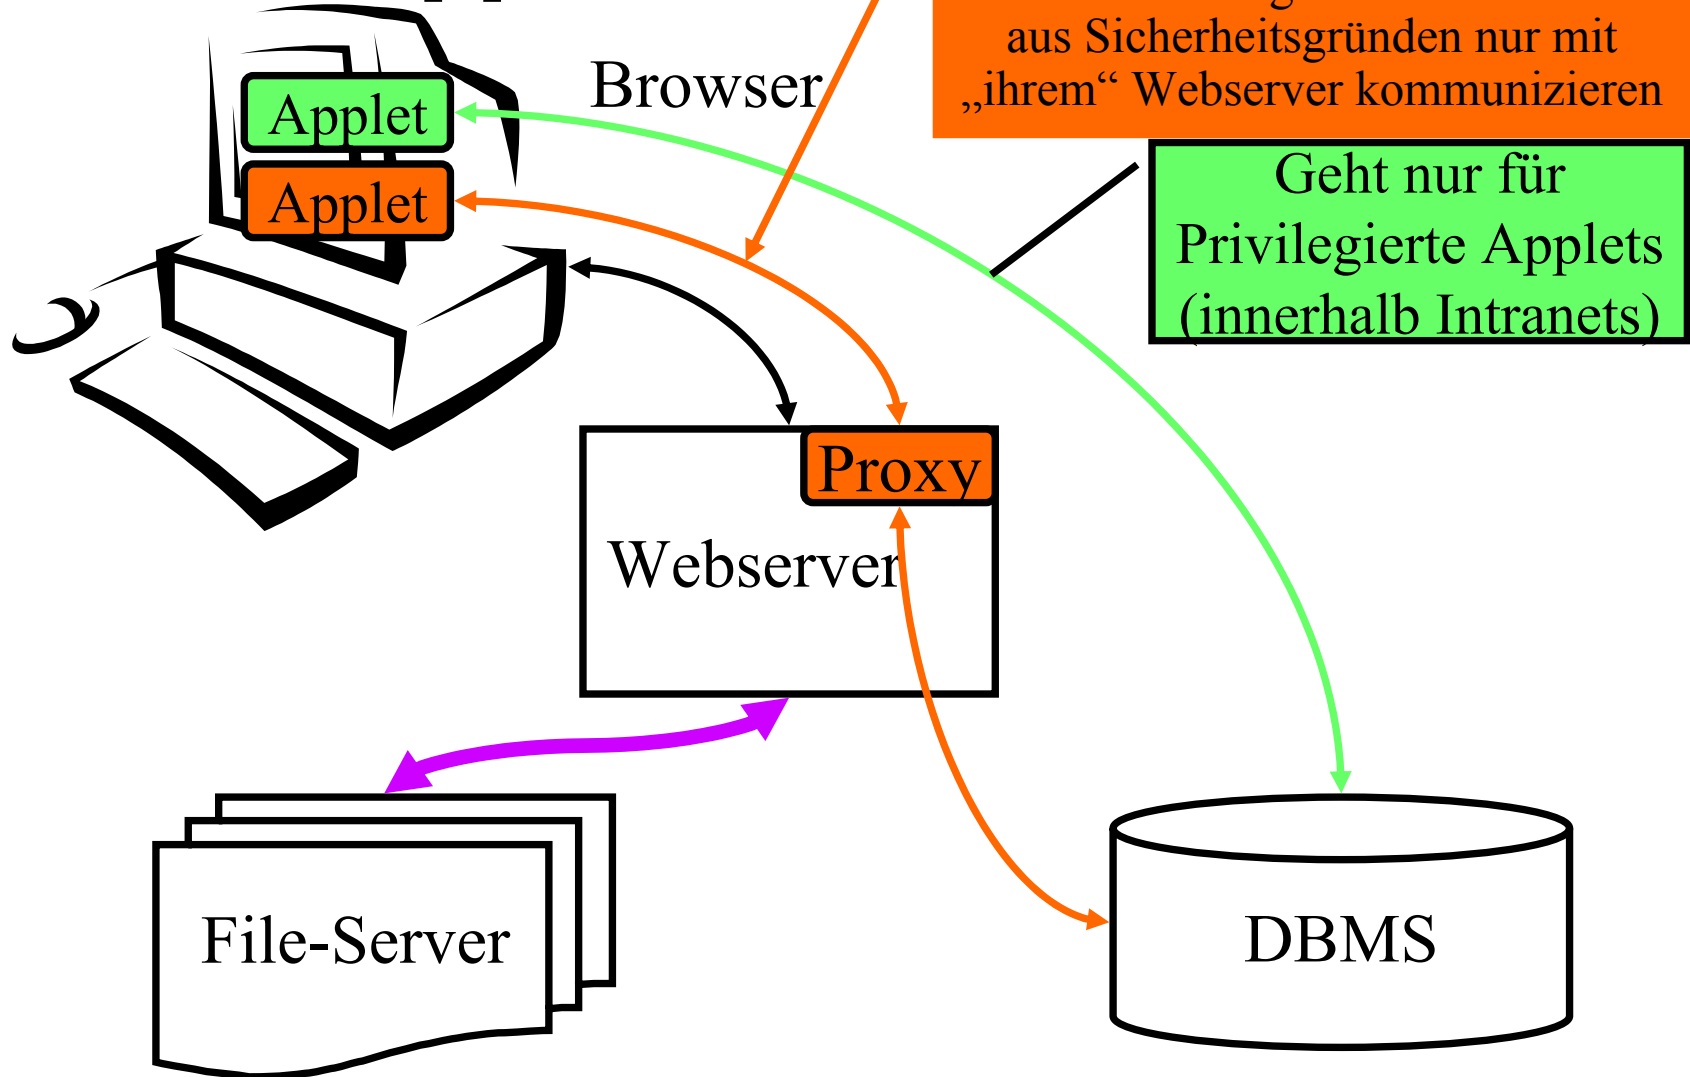 aus Sicherheitsgründen nur mit
„ihrem“ Webserver kommunizieren
Browser
Applet
Applet
Geht nur für
Privilegierte Applets
(innerhalb Intranets)
Proxy
Webserver
File-Server
DBMS